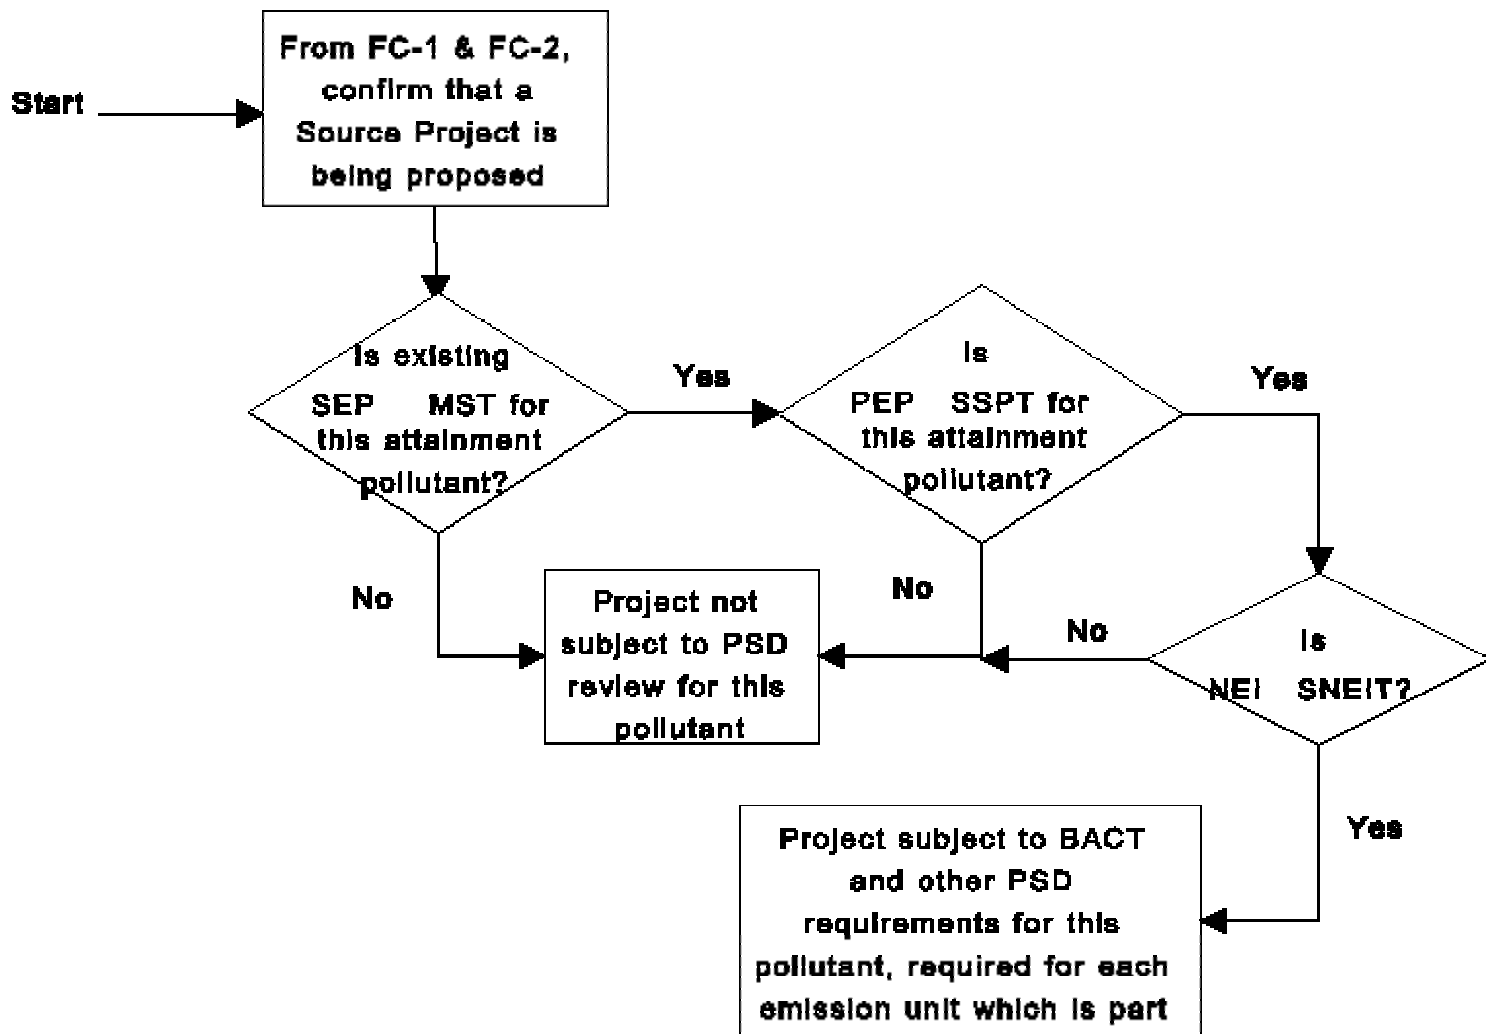 Start
From FC-1 & FC-2,
confirm that a
Source Project is
being proposed
Is existing
SEP MST for
this attainment
pollutant?
Yes
Is
PEP SSPT for
this attainment
pollutant?
Yes
No
Project not
subject to PSD
review for this
pollutant
No
No
Is
NEI SNEIT?
Yes
Project subject to BACT
and other PSD
requirements for this
pollutant, required for each
emission unit which is part